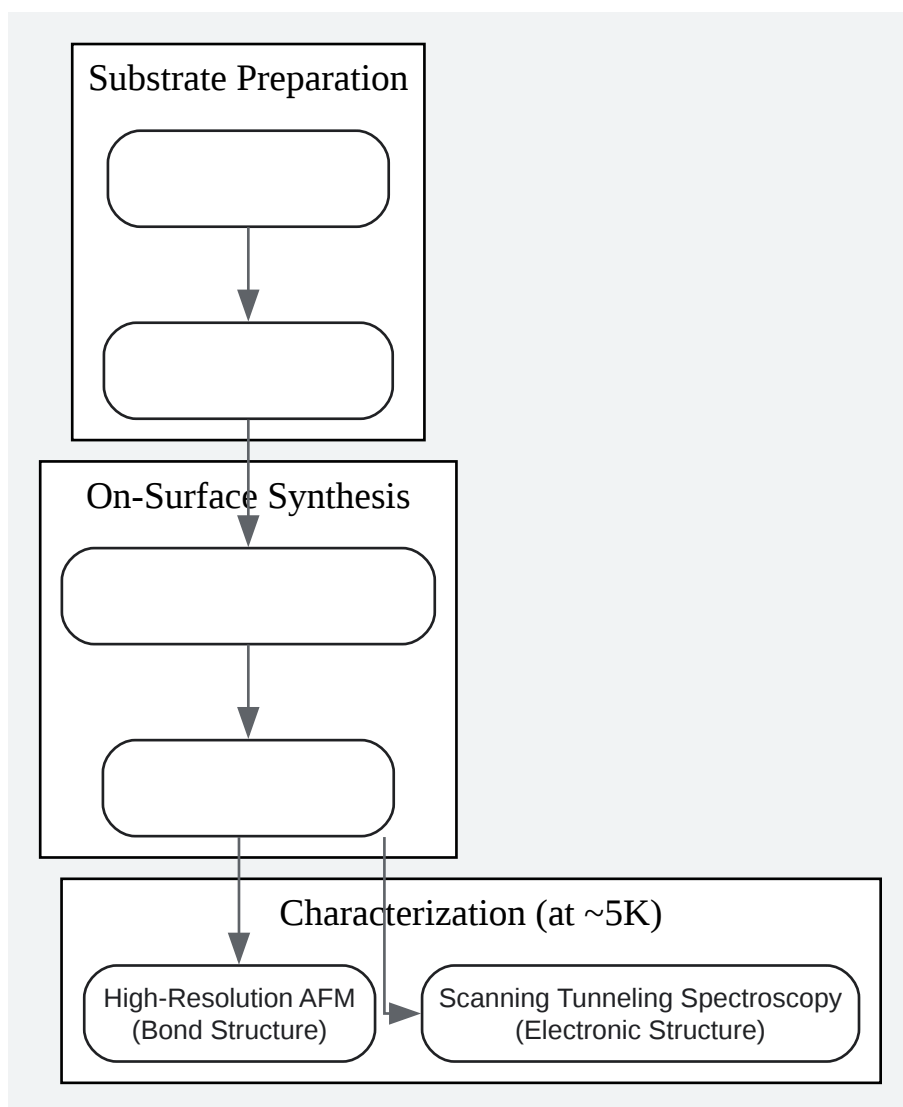 Substrate Preparation
On-Surface Synthesis
Characterization (at ~5K)
High-Resolution AFM
(Bond Structure)
Scanning Tunneling Spectroscopy
(Electronic Structure)